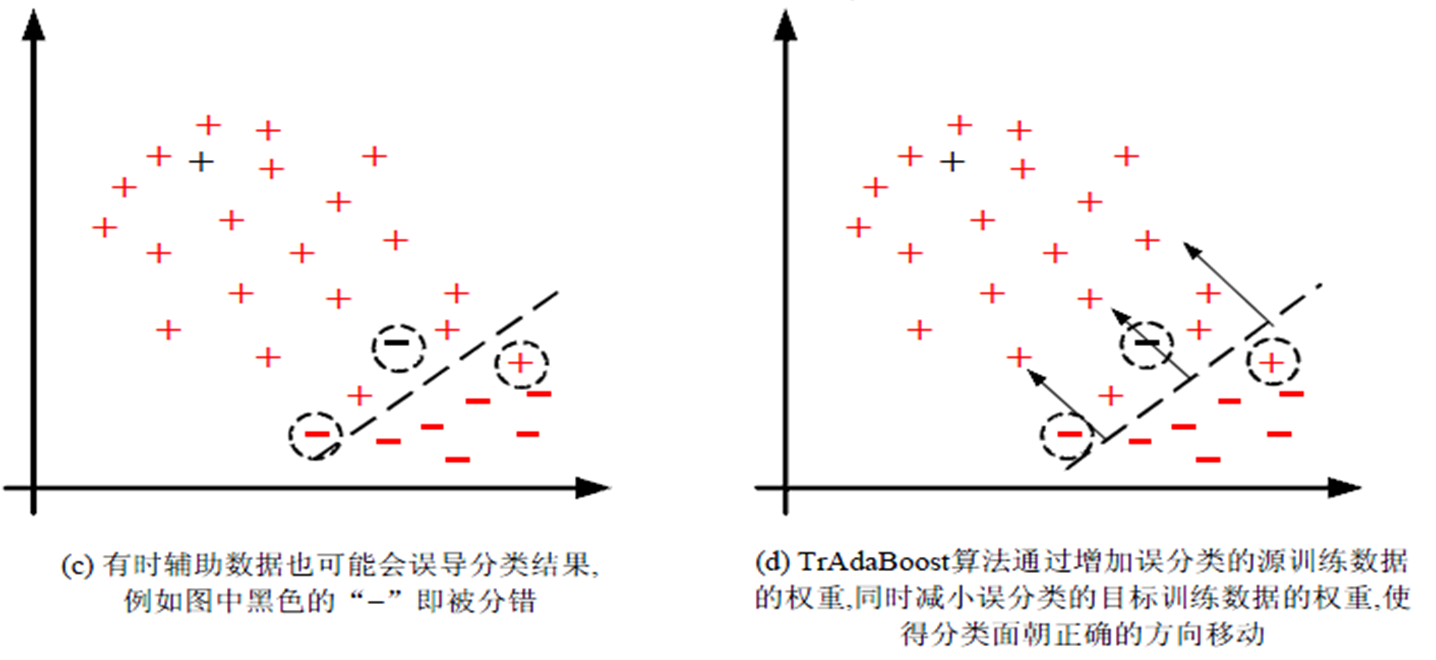 (c) 有时辅助数据也可能会误导分类结果,
例如图中黑色的“−”即被分错
(d) TrAdaBoost算法通过增加误分类的源训练数据
的权重,同时减小误分类的目标训练数据的权重,使
得分类面朝正确的方向移动